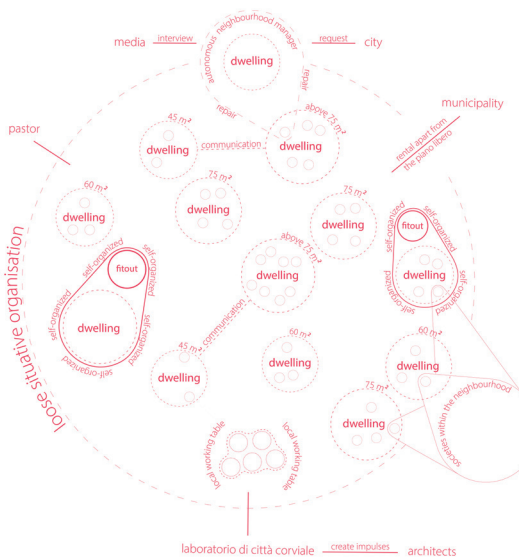 media
interview
autonomous neighbourhood manager
request
city
dwelling
repair
repair
45 m²
above 75 m²
municipality
pastor
communication
dwelling
dwelling
rental apart from
the piano libero
60 m²
75 m²
75 m²
dwelling
dwelling
dwelling
above 75 m²
self-organized
self-organized
fitout
fitout
self-organized
self-organized
dwelling
dwelling
self-organized
self-organized
self-organized
self-organized
dwelling
self-organized
communication
loose situative organisation
45 m²
60 m²
60 m²
dwelling
dwelling
dwelling
75 m²
societies within the neighbourhood
dwelling
local working table
local working table
laboratorio di città corviale
create impulses
architects